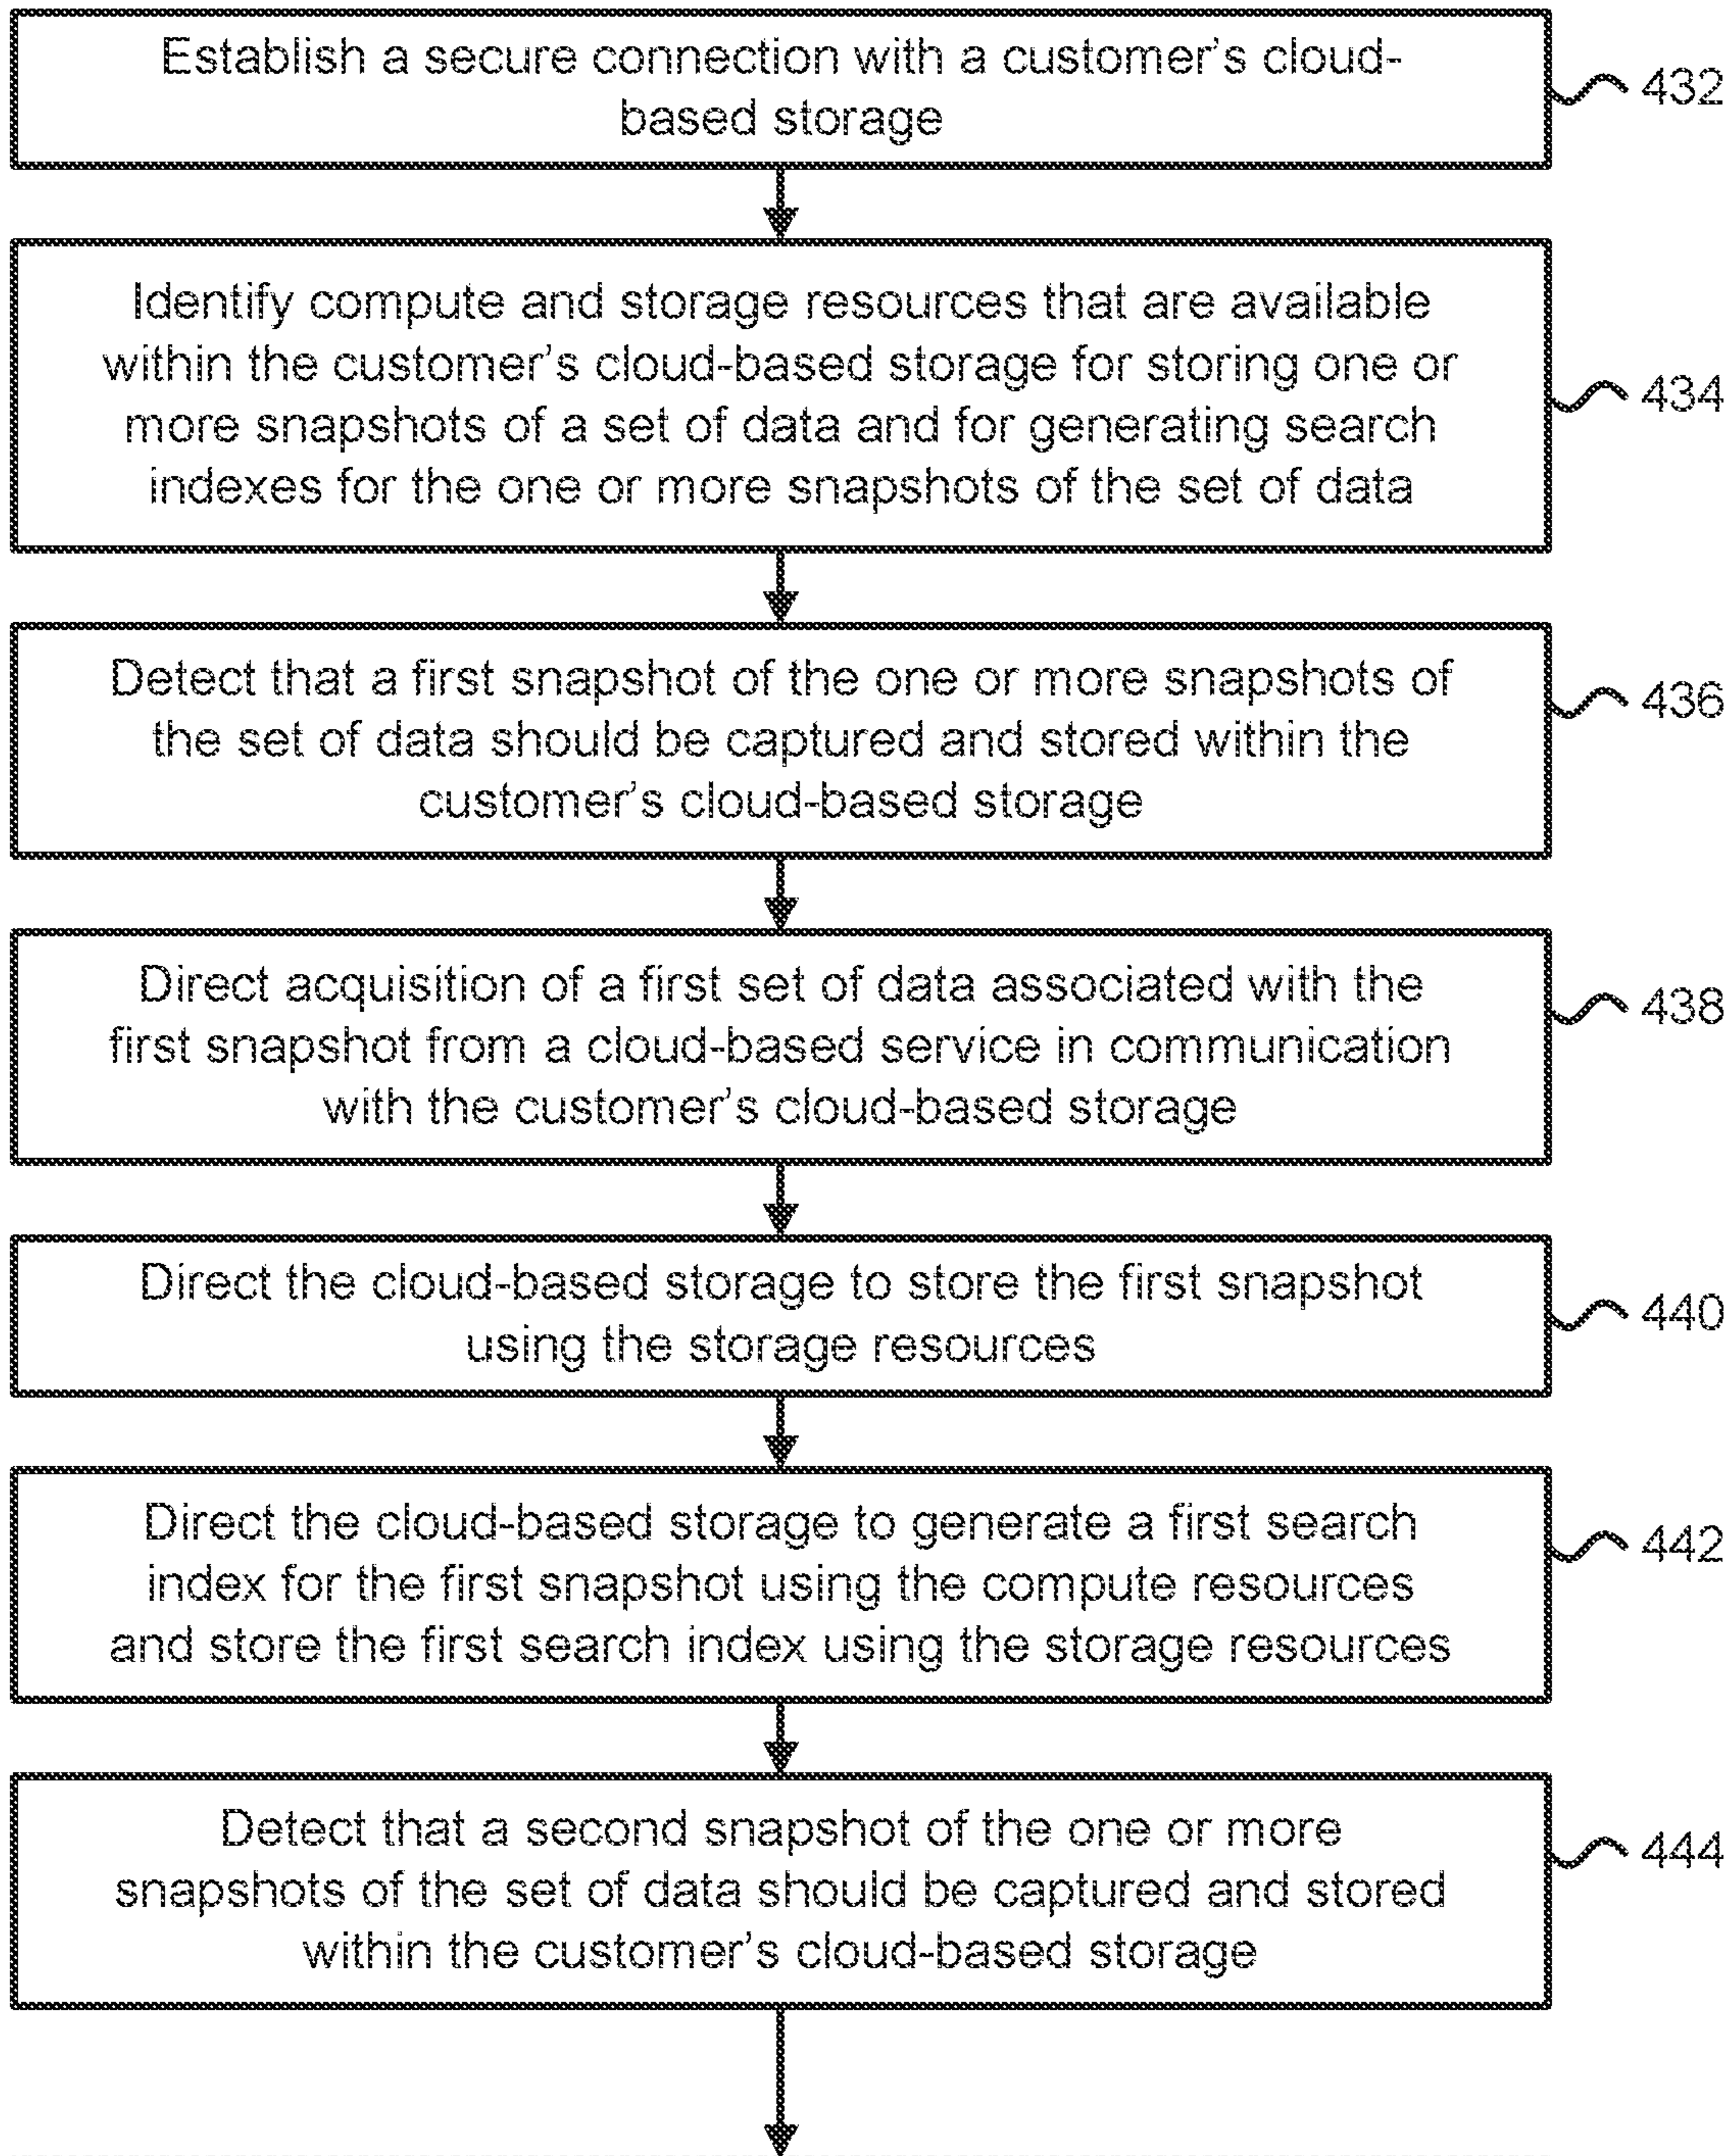 Establish a secure connection with a customer's cloud-
based storage
432
Identify compute and storage resources that are available
within the customer's cloud-based storage for storing one or
more snapshots of a set of data and for generating search
indexes for the one or more snapshots of the set of data
434
Detect that a first snapshot of the one or more snapshots of
the set of data should be captured and stored within the
customer's cloud-based storage
436
Direct acquisition of a first set of data associated with the
first snapshot from a cloud-based service in communication
with the customer's cloud-based storage
438
Direct the cloud-based storage to store the first snapshot
using the storage resources
440
Direct the cloud-based storage to generate a first search
index for the first snapshot using the compute resources
and store the first search index using the storage resources
442
Detect that a second snapshot of the one or more
snapshots of the set of data should be captured and stored
within the customer's cloud-based storage
444